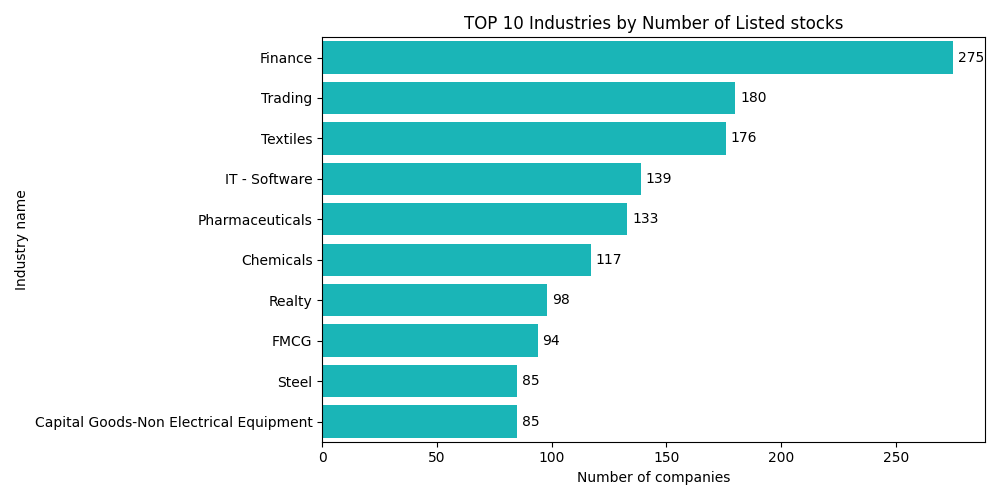 TOP 10 Industries by Number of Listed stocks
Industry name
Finance 275
Trading 180
Textiles 176
IT - Software 139
Pharmaceuticals 133
Chemicals 117
Realty 98
FMCG 94
Steel 85
Capital Goods-Non Electrical Equipment 85
0 50 100 150 200 250
Number of companies